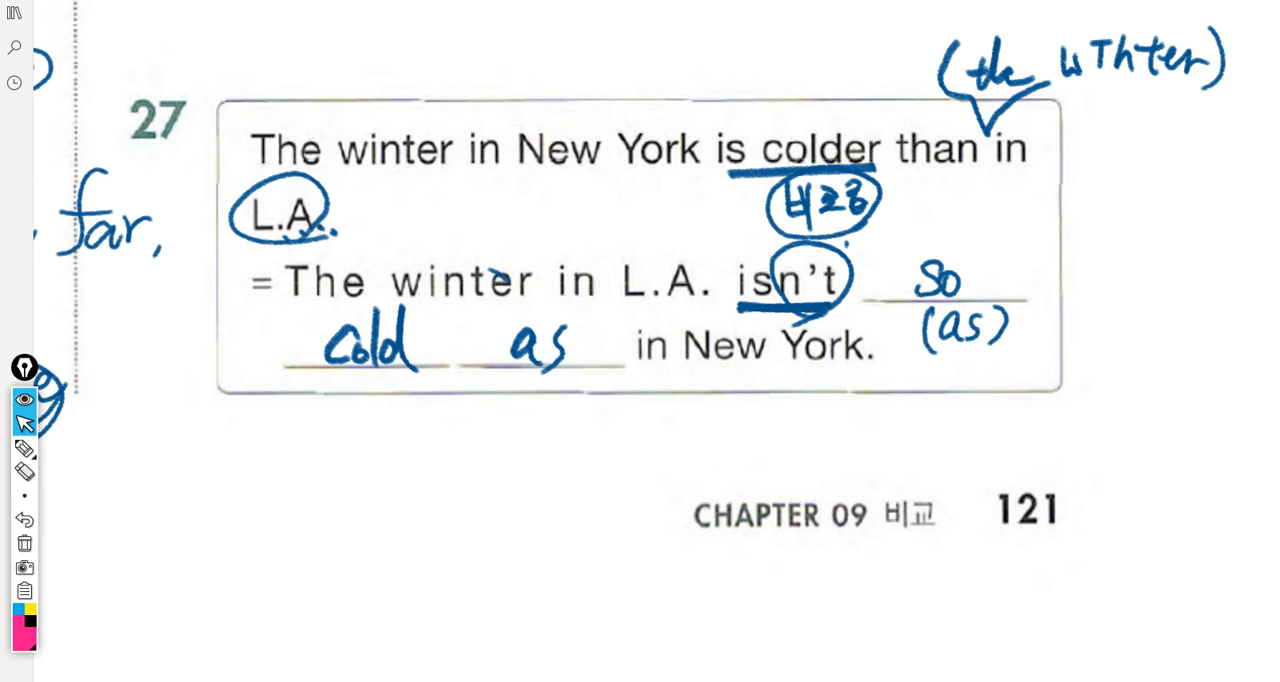 (the winter)
27
The winter in New York is colder than in
L.A.
비교급
far,
= The winter in L.A. isn't so
(as)
cold as in New York.
CHAPTER 09 비교 121